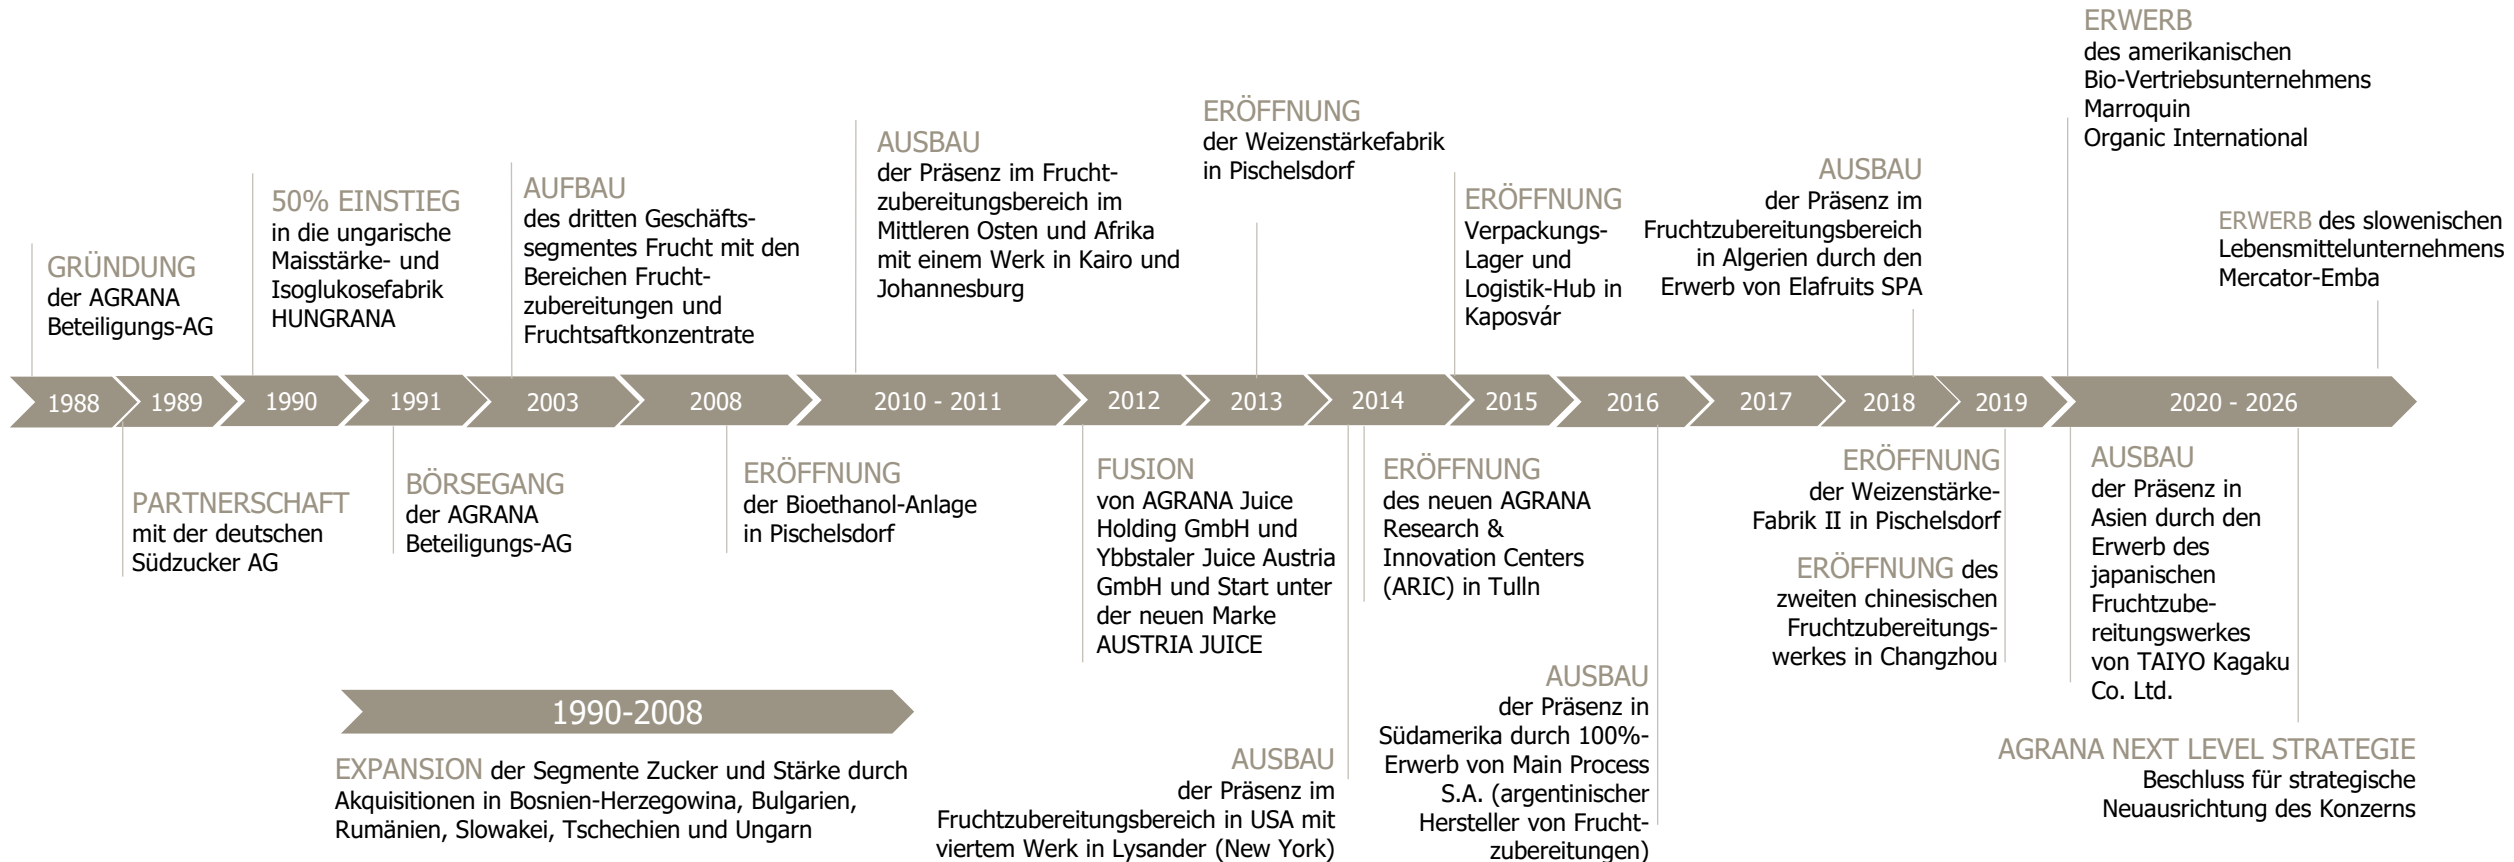 ERWERB
des amerikanischen
Bio-Vertriebsunternehmens
Marroquin
Organic International
ERÖFFNUNG
der Weizenstärkefabrik
in Pischelsdorf
AUSBAU
der Präsenz im Frucht-
zubereitungsbereich im
Mittleren Osten und Afrika
mit einem Werk in Kairo und
Johannesburg
AUSBAU
der Präsenz im
Fruchtzubereitungsbereich
in Algerien durch den
Erwerb von Elafruits SPA
AUFBAU
des dritten Geschäfts-
segmentes Frucht mit den
Bereichen Frucht-
zubereitungen und
Fruchtsaftkonzentrate
50% EINSTIEG
in die ungarische
Maisstärke- und
Isoglukosefabrik
HUNGRANA
ERÖFFNUNG
Verpackungs-
Lager und
Logistik-Hub in
Kaposvár
ERWERB des slowenischen
Lebensmittelunternehmens
Mercator-Emba
GRÜNDUNG
der AGRANA
Beteiligungs-AG
1988 1989 1990 1991 2003 2008 2010 - 2011 2012 2013 2014 2015 2016 2017 2018 2019 2020 - 2026
PARTNERSCHAFT
mit der deutschen
Südzucker AG
BÖRSEGANG
der AGRANA
Beteiligungs-AG
ERÖFFNUNG
der Bioethanol-Anlage
in Pischelsdorf
FUSION
von AGRANA Juice
Holding GmbH und
Ybbstaler Juice Austria
GmbH und Start unter
der neuen Marke
AUSTRIA JUICE
ERÖFFNUNG
des neuen AGRANA
Research &
Innovation Centers
(ARIC) in Tulln
ERÖFFNUNG
der Weizenstärke-
Fabrik II in Pischelsdorf
ERÖFFNUNG des
zweiten chinesischen
Fruchtzubereitungs-
werkes in Changzhou
AUSBAU
der Präsenz in
Asien durch den
Erwerb des
japanischen
Fruchtzube-
reitungswerkes
von TAIYO Kagaku
Co. Ltd.
1990-2008
EXPANSION der Segmente Zucker und Stärke durch
Akquisitionen in Bosnien-Herzegowina, Bulgarien,
Rumänien, Slowakei, Tschechien und Ungarn
AUSBAU
der Präsenz im
Fruchtzubereitungsbereich in USA mit
viertem Werk in Lysander (New York)
AUSBAU
der Präsenz in
Südamerika durch 100%-
Erwerb von Main Process
S.A. (argentinischer
Hersteller von Frucht-
zubereitungen)
AGRANA NEXT LEVEL STRATEGIE
Beschluss für strategische
Neuausrichtung des Konzerns